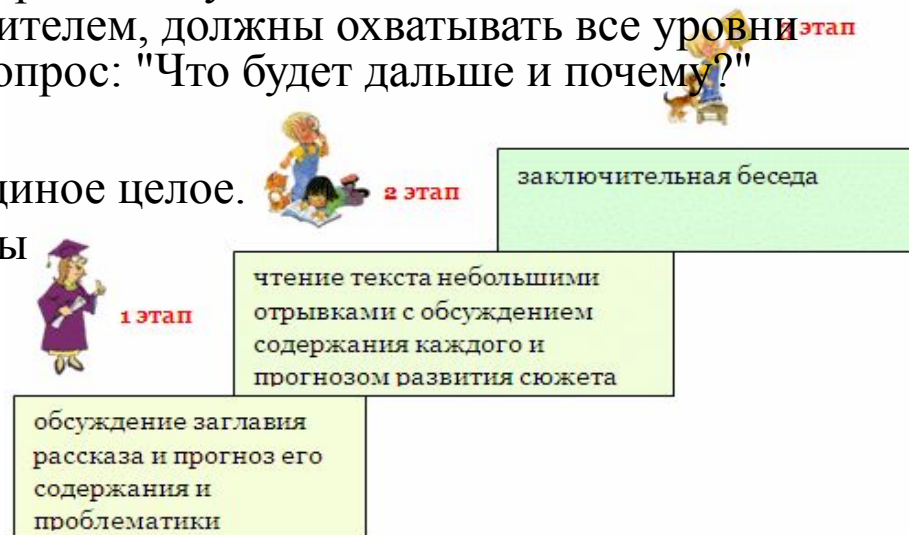 ителем, должны охватывать все уровни
опрос: "Что будет дальше и почему?"
диное целое.
ы
этап
заключительная беседа
2 этап
чтение текста небольшими
отрывками с обсуждением
содержания каждого и
прогнозом развития сюжета
1 этап
обсуждение заглавия
рассказа и прогноз его
содержания и
проблематики